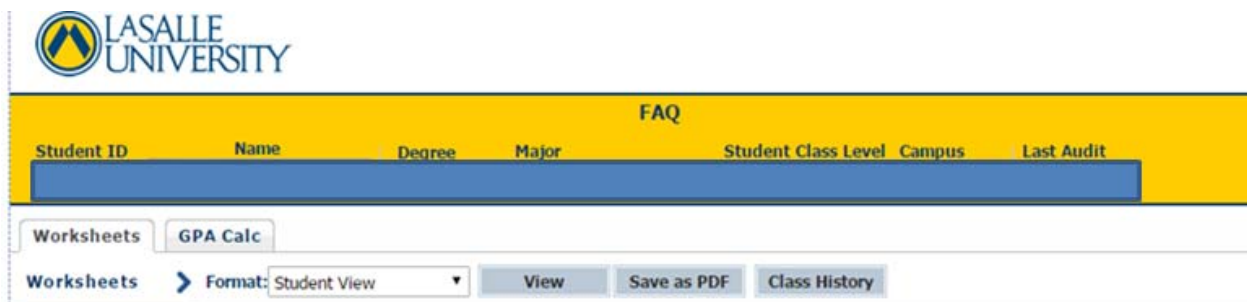 LASALLE
UNIVERSITY
FAQ
Student ID Name Degree Major Student Class Level Campus Last Audit
Worksheets GPA Calc
Worksheets Format: Student View View Save as PDF Class History